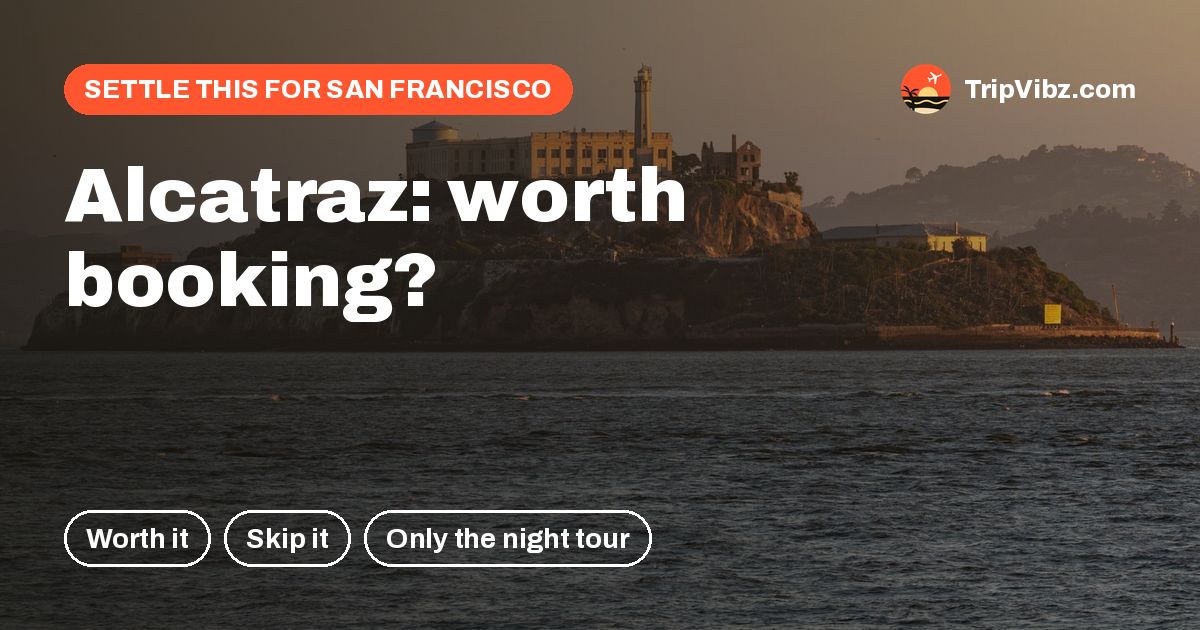 SETTLE THIS FOR SAN FRANCISCO
TripVibz.com
Alcatraz: worth
booking?
Worth it
Skip it
Only the night tour